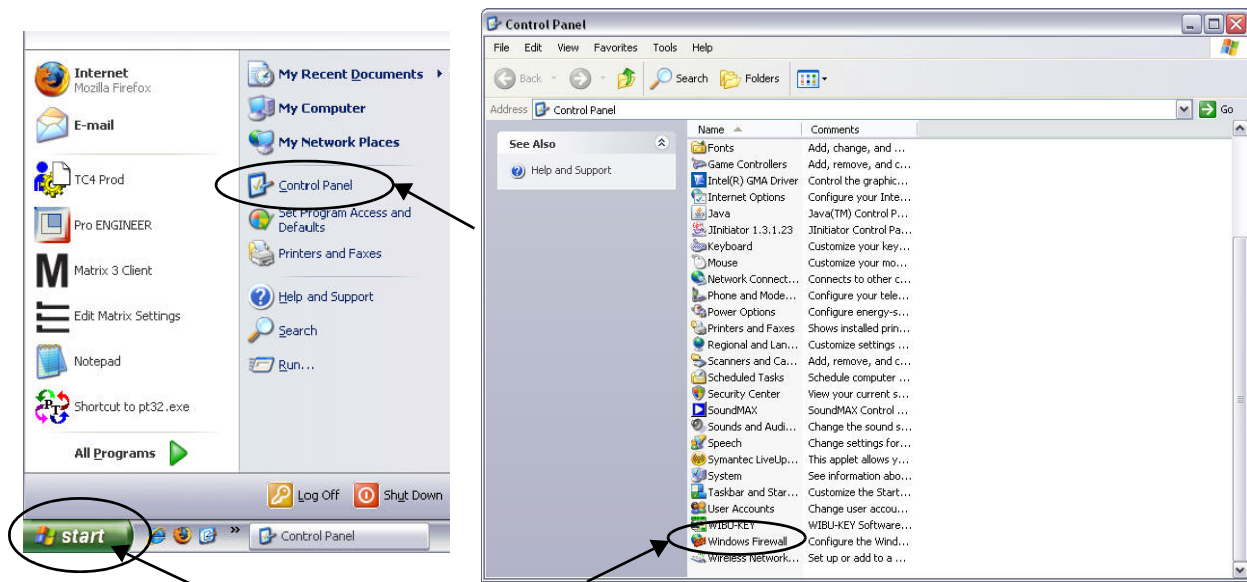 Internet
Mozilla Firefox
E-mail
TC4 Prod
Pro ENGINEER
Matrix 3 Client
Edit Matrix Settings
Notepad
Shortcut to pt32.exe
All Programs
My Recent Documents
My Computer
My Network Places
Control Panel
Set Program Access and
Defaults
Printers and Faxes
Help and Support
Search
Run...
Log Off
Shut Down
start
»
Control Panel
Control Panel
File Edit View Favorites Tools Help
Back Search Folders
Address Control Panel Go
See Also
Help and Support
Name Comments
Fonts Add, change, and ...
Game Controllers Add, remove, and c...
Intel(R) GMA Driver Control the graphic...
Internet Options Configure your Inte...
Java Java(TM) Control P...
JInitiator 1.3.1.23 JInitiator Control Pa...
Keyboard Customize your key...
Mouse Customize your mo...
Network Connect... Connects to other c...
Phone and Mode... Configure your tele...
Power Options Configure energy-s...
Printers and Faxes Shows installed prin...
Regional and Lan... Customize settings ...
Scanners and Ca... Add, remove, and c...
Scheduled Tasks Schedule computer ...
Security Center View your current s...
SoundMAX SoundMAX Control ...
Sounds and Audi... Change the sound s...
Speech Change settings for...
Symantec LiveUp... This applet allows y...
System See information abo...
Taskbar and Star... Customize the Start...
User Accounts Change user accou...
WIBU-KEY WIBU-KEY Software...
Windows Firewall Configure the Wind...
Wireless Network... Set up or add to a ...